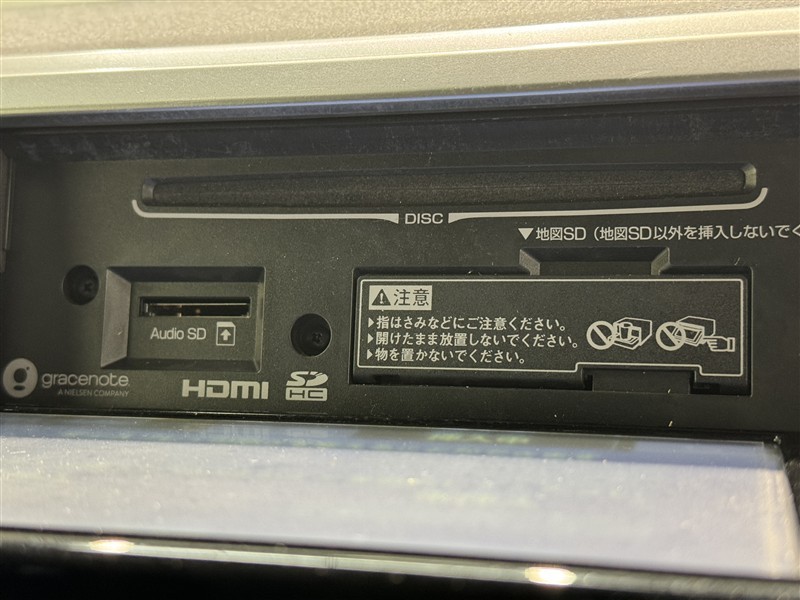 DISC
▼地図SD（地図SD以外を挿入しないで
注意
▶指はさみなどにご注意ください。
▶開けたまま放置しないでください。
▶物を置かないでください。
Audio SD
gracenote.
A NIELSEN COMPANY
HDMI
SD
HC